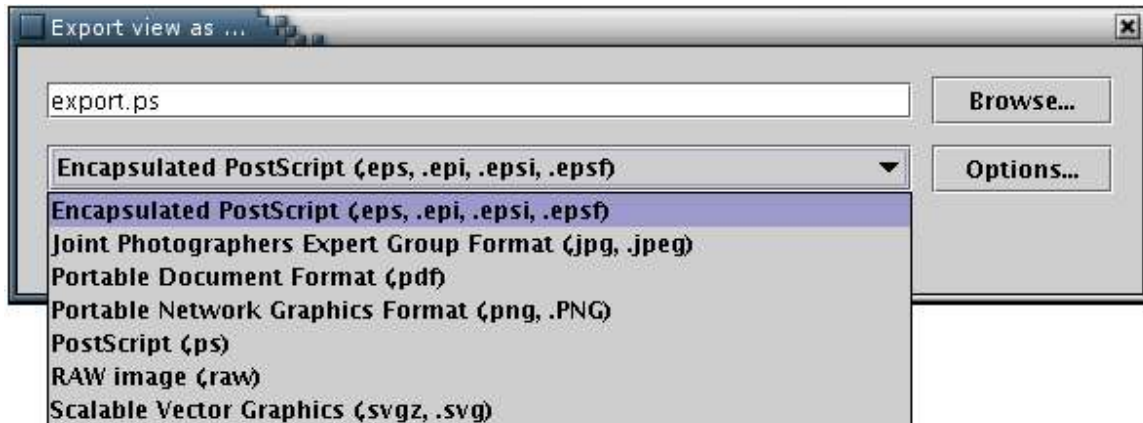 Export view as ...
export.ps
Browse...
Encapsulated PostScript (.eps, .epi, .epsi, .epsf)
Options...
Encapsulated PostScript (.eps, .epi, .epsi, .epsf)
Joint Photographers Expert Group Format (.jpg, .jpeg)
Portable Document Format (.pdf)
Portable Network Graphics Format (.png, .PNG)
PostScript (.ps)
RAW image (.raw)
Scalable Vector Graphics (.svgz, .svg)